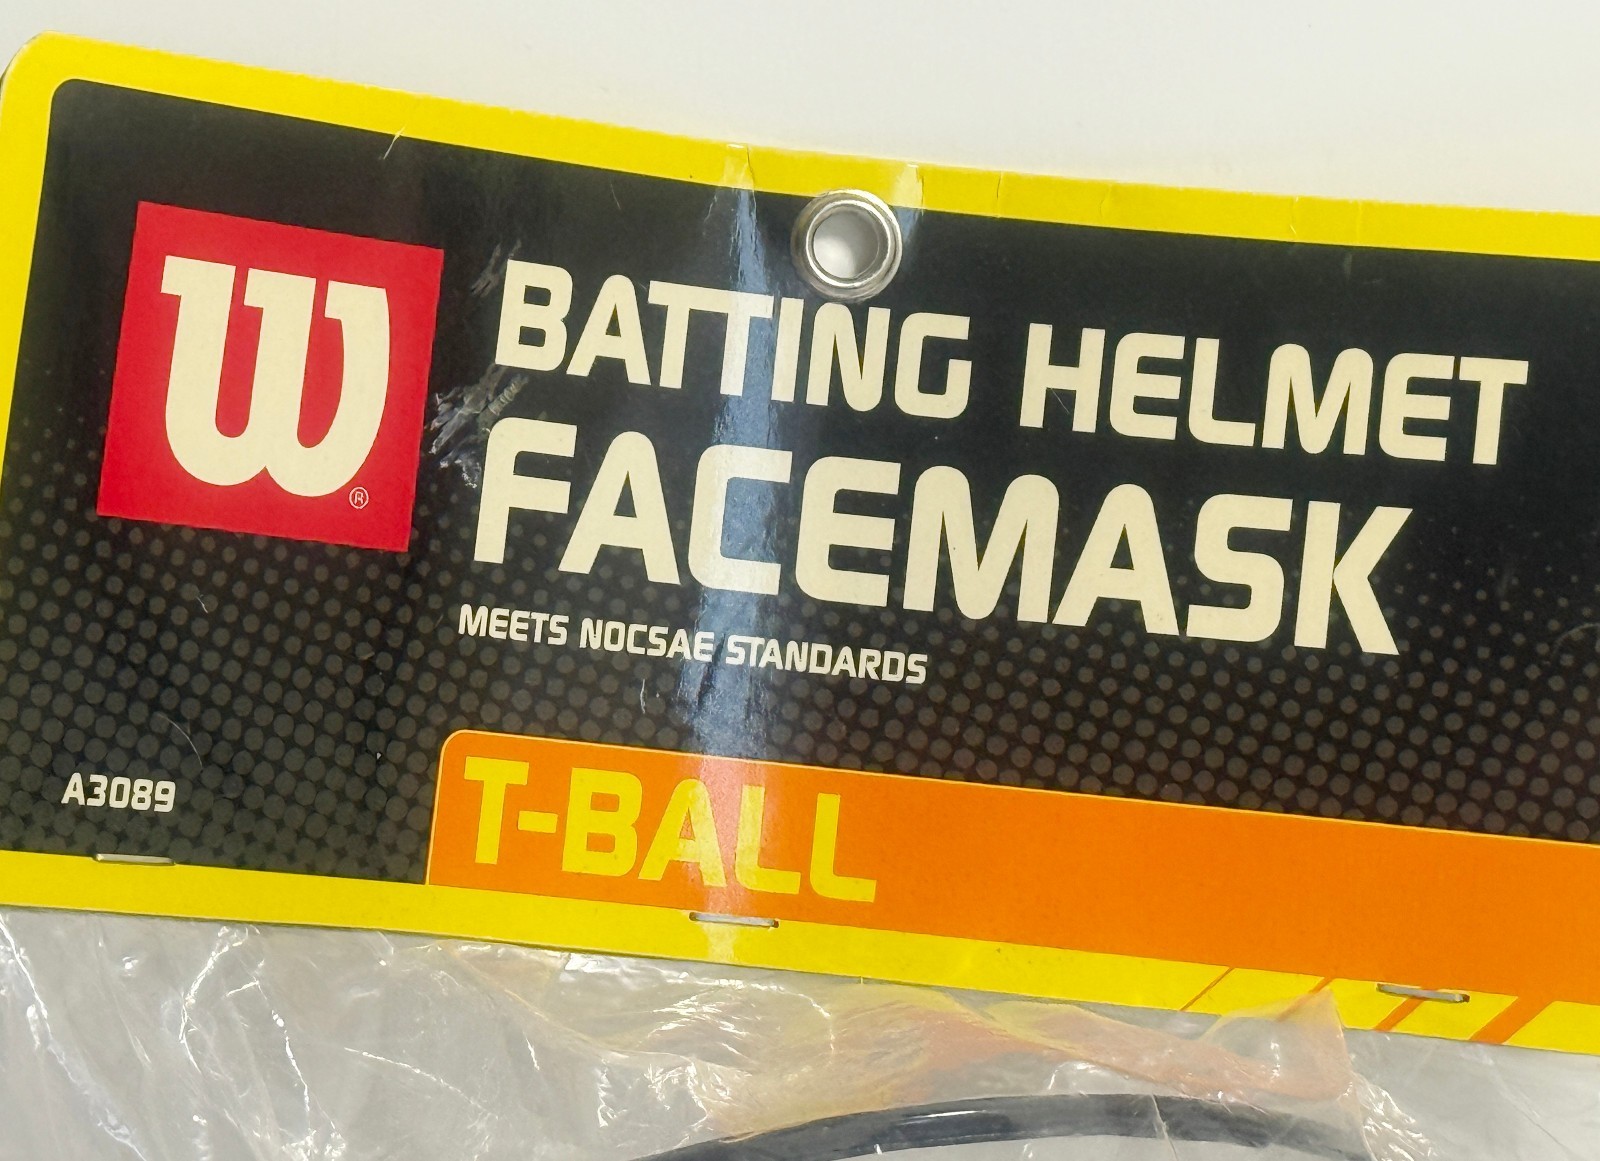 W®
BATTING HELMET
FACEMASK
MEETS NOCSAE STANDARDS
A3089
T-BALL